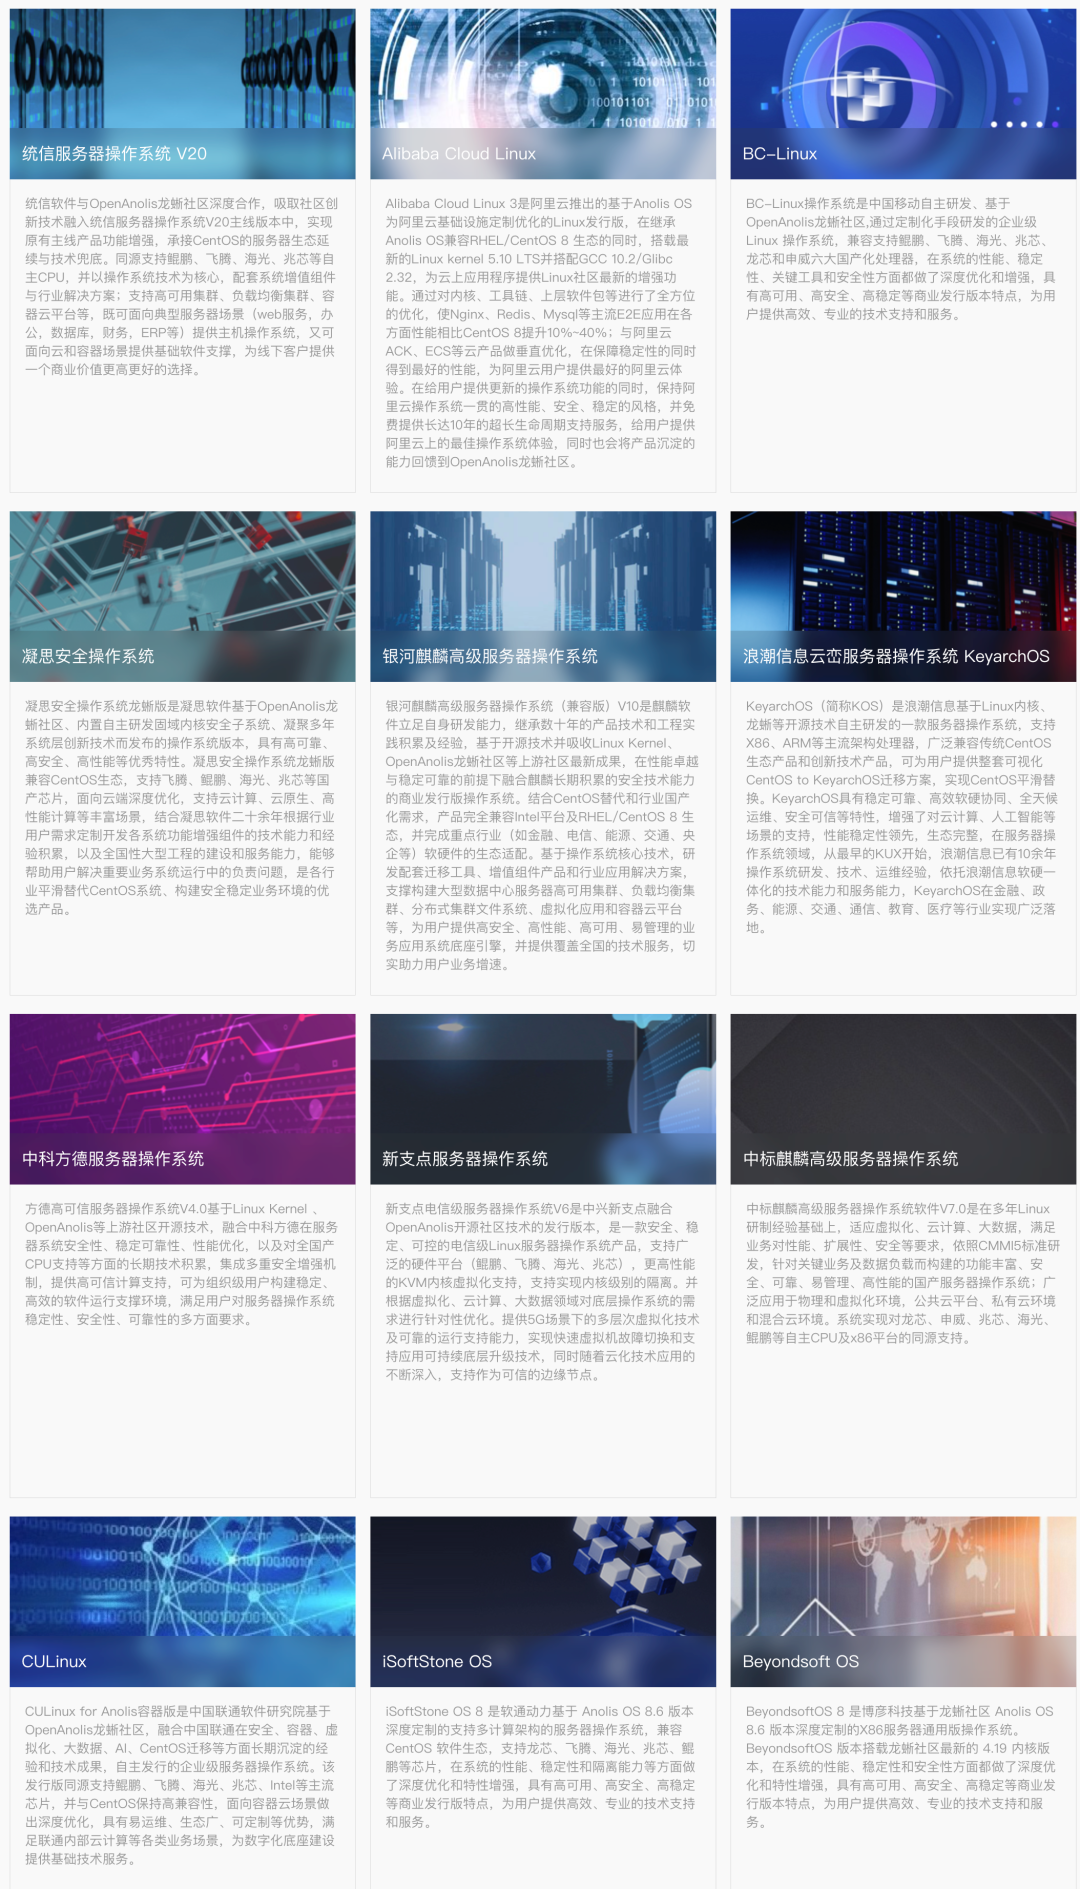 统信服务器操作系统 V20
统信软件与OpenAnolis龙蜥社区深度合作，吸取社区创
新技术融入统信服务器操作系统V20主线版本中，实现
原有主线产品功能增强，承接CentOS的服务器生态延
续与技术兜底。同源支持鲲鹏、飞腾、海光、兆芯等自
主CPU，并以操作系统技术为核心，配套系统增值组件
与行业解决方案；支持高可用集群、负载均衡集群、容
器云平台等，既可面向典型服务器场景（web服务，办
公，数据库，财务，ERP等）提供主机操作系统，又可
面向云和容器场景提供基础软件支撑，为线下客户提供
一个商业价值更高更好的选择。
Alibaba Cloud Linux
Alibaba Cloud Linux 3是阿里云推出的基于Anolis OS
为阿里云基础设施定制优化的Linux发行版，在继承
Anolis OS兼容RHEL/CentOS 8 生态的同时，搭载最
新的Linux kernel 5.10 LTS并搭配GCC 10.2/Glibc
2.32，为云上应用程序提供Linux社区最新的增强功
能。通过对内核、工具链、上层软件包等进行了全方位
的优化，使Nginx、Redis、Mysql等主流E2E应用在各
方面性能相比CentOS 8提升10%~40%；与阿里云
ACK、ECS等云产品做垂直优化，在保障稳定性的同时
得到最好的性能，为阿里云用户提供最好的阿里云体
验。在给用户提供更新的操作系统功能的同时，保持阿
里云操作系统一贯的高性能、安全、稳定的风格，并免
费提供长达10年的超长生命周期支持服务，给用户提供
阿里云上的最佳操作系统体验，同时也会将产品沉淀的
能力回馈到OpenAnolis龙蜥社区。
BC-Linux
BC-Linux操作系统是中国移动自主研发、基于
OpenAnolis龙蜥社区,通过定制化手段研发的企业级
Linux 操作系统，兼容支持鲲鹏、飞腾、海光、兆芯、
龙芯和申威六大国产化处理器，在系统的性能、稳定
性、关键工具和安全性方面都做了深度优化和增强，具
有高可用、高安全、高稳定等商业发行版本特点，为用
户提供高效、专业的技术支持和服务。
凝思安全操作系统
凝思安全操作系统龙蜥版是凝思软件基于OpenAnolis龙
蜥社区、内置自主研发固域内核安全子系统、凝聚多年
系统层创新技术而发布的操作系统版本，具有高可靠、
高安全、高性能等优秀特性。凝思安全操作系统龙蜥版
兼容CentOS生态，支持飞腾、鲲鹏、海光、兆芯等国
产芯片，面向云端深度优化，支持云计算、云原生、高
性能计算等丰富场景，结合凝思软件二十余年根据行业
用户需求定制开发各系统功能增强组件的技术能力和经
验积累，以及全国性大型工程的建设和服务能力，能够
帮助用户解决重要业务系统运行中的负责问题，是各行
业平滑替代CentOS系统、构建安全稳定业务环境的优
选产品。
银河麒麟高级服务器操作系统
银河麒麟高级服务器操作系统（兼容版）V10是麒麟软
件立足自身研发能力，继承数十年的产品技术和工程实
践积累及经验，基于开源技术并吸收Linux Kernel、
OpenAnolis龙蜥社区等上游社区最新成果，在性能卓越
与稳定可靠的前提下融合麒麟长期积累的安全技术能力
的商业发行版操作系统。结合CentOS替代和行业国产
化需求，产品完全兼容Intel平台及RHEL/CentOS 8 生
态，并完成重点行业（如金融、电信、能源、交通、央
企等）软硬件的生态适配。基于操作系统核心技术，研
发配套迁移工具、增值组件产品和行业应用解决方案，
支撑构建大型数据中心服务器高可用集群、负载均衡集
群、分布式集群文件系统、虚拟化应用和容器云平台
等，为用户提供高安全、高性能、高可用、易管理的业
务应用系统底座引擎，并提供覆盖全国的技术服务，切
实助力用户业务增速。
浪潮信息云峦服务器操作系统 KeyarchOS
KeyarchOS（简称KOS）是浪潮信息基于Linux内核、
龙蜥等开源技术自主研发的一款服务器操作系统，支持
X86、ARM等主流架构处理器，广泛兼容传统CentOS
生态产品和创新技术产品，可为用户提供整套可视化
CentOS to KeyarchOS迁移方案，实现CentOS平滑替
换。KeyarchOS具有稳定可靠、高效软硬协同、全天候
运维、安全可信等特性，增强了对云计算、人工智能等
场景的支持，性能稳定性领先，生态完整，在服务器操
作系统领域，从最早的KUX开始，浪潮信息已有10余年
操作系统研发、技术、运维经验，依托浪潮信息软硬一
体化的技术能力和服务能力，KeyarchOS在金融、政
务、能源、交通、通信、教育、医疗等行业实现广泛落
地。
中科方德服务器操作系统
方德高可信服务器操作系统V4.0基于Linux Kernel 、
OpenAnolis等上游社区开源技术，融合中科方德在服务
器系统安全性、稳定可靠性、性能优化，以及对全国产
CPU支持等方面的长期技术积累，集成多重安全增强机
制，提供高可信计算支持，可为组织级用户构建稳定、
高效的软件运行支撑环境，满足用户对服务器操作系统
稳定性、安全性、可靠性的多方面要求。
新支点服务器操作系统
新支点电信级服务器操作系统V6是中兴新支点融合
OpenAnolis开源社区技术的发行版本，是一款安全、稳
定、可控的电信级Linux服务器操作系统产品，支持广
泛的硬件平台（鲲鹏、飞腾、海光、兆芯），更高性能
的KVM内核虚拟化支持，支持实现内核级别的隔离。并
根据虚拟化、云计算、大数据领域对底层操作系统的需
求进行针对性优化。提供5G场景下的多层次虚拟化技术
及可靠的运行支持能力，实现快速虚拟机故障切换和支
持应用可持续底层升级技术，同时随着云化技术应用的
不断深入，支持作为可信的边缘节点。
中标麒麟高级服务器操作系统
中标麒麟高级服务器操作系统软件V7.0是在多年Linux
研制经验基础上，适应虚拟化、云计算、大数据，满足
业务对性能、扩展性、安全等要求，依照CMMI5标准研
发，针对关键业务及数据负载而构建的功能丰富、安
全、可靠、易管理、高性能的国产服务器操作系统；广
泛应用于物理和虚拟化环境，公共云平台、私有云环境
和混合云环境。系统实现对龙芯、申威、兆芯、海光、
鲲鹏等自主CPU及x86平台的同源支持。
CULinux
CULinux for Anolis容器版是中国联通软件研究院基于
OpenAnolis龙蜥社区，融合中国联通在安全、容器、虚
拟化、大数据、AI、CentOS迁移等方面长期沉淀的经
验和技术成果，自主发行的企业级服务器操作系统。该
发行版同源支持鲲鹏、飞腾、海光、兆芯、Intel等主流
芯片，并与CentOS保持高兼容性，面向容器云场景做
出深度优化，具有易运维、生态广、可定制等优势，满
足联通内部云计算等各类业务场景，为数字化底座建设
提供基础技术服务。
iSoftStone OS
iSoftStone OS 8 是软通动力基于 Anolis OS 8.6 版本
深度定制的支持多计算架构的服务器操作系统，兼容
CentOS 软件生态，支持龙芯、飞腾、海光、兆芯、鲲
鹏等芯片，在系统的性能、稳定性和隔离能力等方面做
了深度优化和特性增强，具有高可用、高安全、高稳定
等商业发行版特点，为用户提供高效、专业的技术支持
和服务。
Beyondsoft OS
BeyondsoftOS 8 是博彦科技基于龙蜥社区 Anolis OS
8.6 版本深度定制的X86服务器通用版操作系统。
BeyondsoftOS 版本搭载龙蜥社区最新的 4.19 内核版
本，在系统的性能、稳定性和安全性方面都做了深度优
化和特性增强，具有高可用、高安全、高稳定等商业发
行版本特点，为用户提供高效、专业的技术支持和服
务。